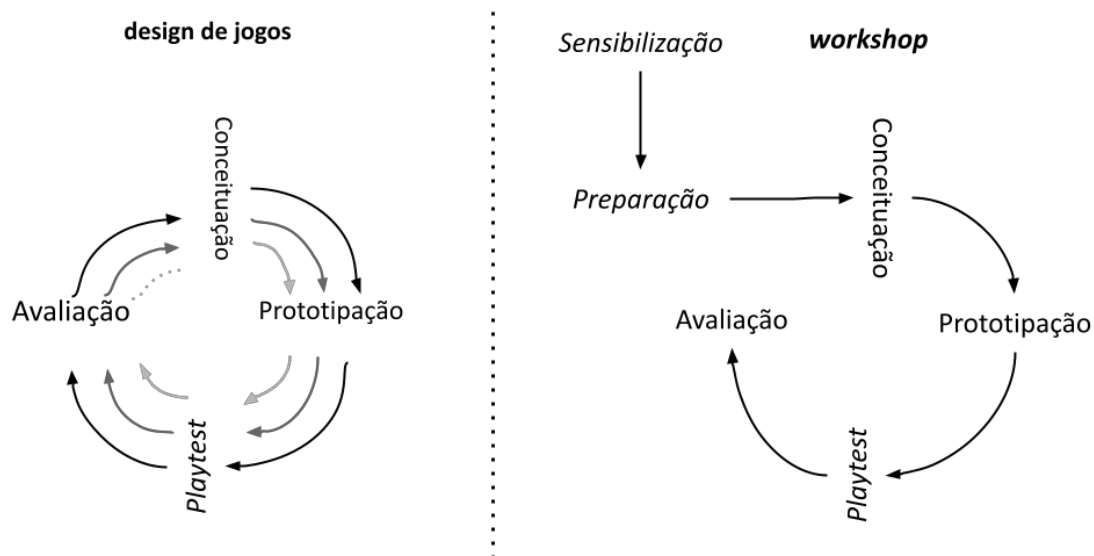 design de jogos
Conceituação
Avaliação
Prototipação
Playtest
workshop
Sensibilização
Preparação
Conceituação
Avaliação
Prototipação
Playtest